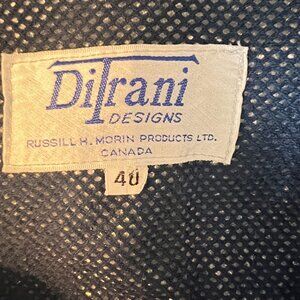 DiTrani
DESIGNS
RUSSILL H. MORIN PRODUCTS LTD.
CANADA
40